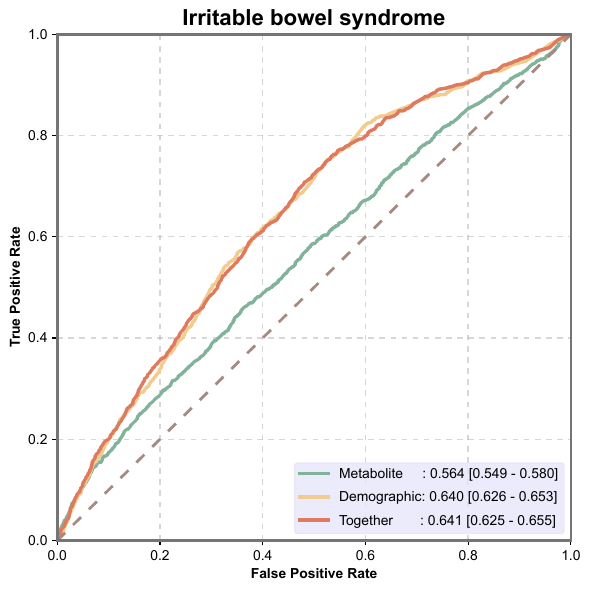 Irritable bowel syndrome
1.0
0.8
0.6
0.4
0.2
0.0
True Positive Rate
Metabolite : 0.564 [0.549 - 0.580]
Demographic: 0.640 [0.626 - 0.653]
Together : 0.641 [0.625 - 0.655]
0.0 0.2 0.4 0.6 0.8 1.0
False Positive Rate